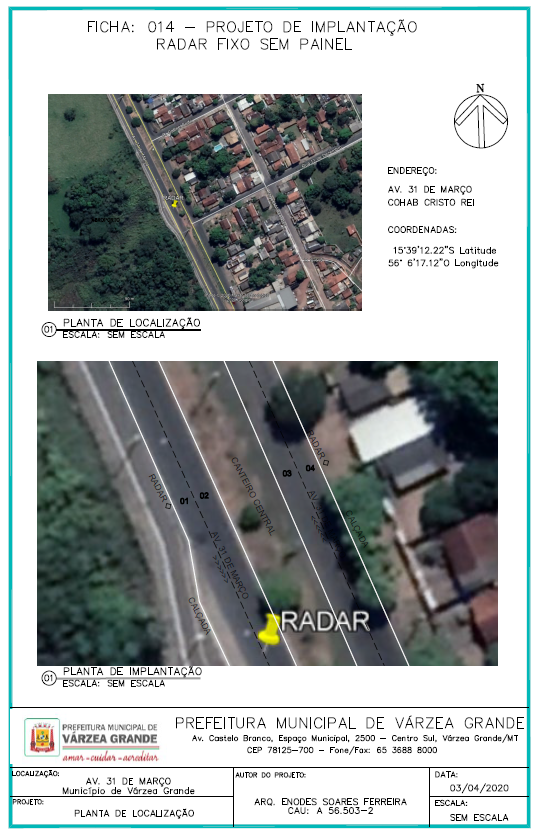 FICHA: 014 – PROJETO DE IMPLANTAÇÃO
RADAR FIXO SEM PAINEL
N
RADAR
ENDEREÇO:
AV. 31 DE MARÇO
COHAB CRISTO REI
COORDENADAS:
15°39'12.22"S Latitude
56° 6'17.12"O Longitude
01 PLANTA DE LOCALIZAÇÃO
ESCALA: SEM ESCALA
RADAR
01
02
CANTEIRO CENTRAL
03
04
RADAR
AV. 31 DE MARÇO
CALÇADA
CALÇADA
RADAR
01 PLANTA DE IMPLANTAÇÃO
ESCALA: SEM ESCALA
PREFEITURA MUNICIPAL DE
VÁRZEA GRANDE
amar - cuidar - acreditar
PREFEITURA MUNICIPAL DE VÁRZEA GRANDE
Av. Castelo Branco, Espaço Municipal, 2500 – Centro Sul, Várzea Grande/MT
CEP 78125–700 – Fone/Fax: 65 3688 8000
LOCALIZAÇÃO:
AV. 31 DE MARÇO
Município de Várzea Grande
PROJETO:
PLANTA DE LOCALIZAÇÃO
AUTOR DO PROJETO:
ARQ. ENODES SOARES FERREIRA
CAU: A 56.503–2
DATA:
03/04/2020
ESCALA:
SEM ESCALA